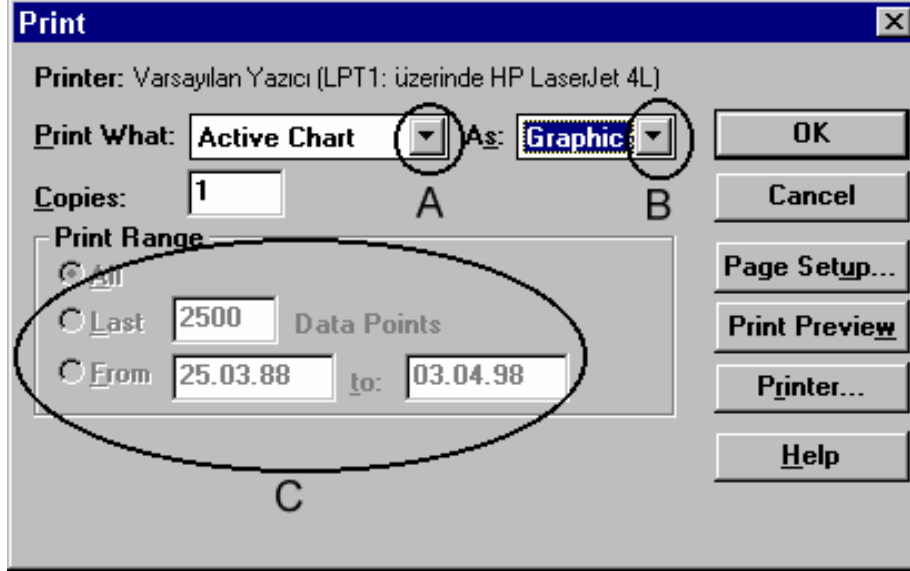 Print
Printer: Varsayılan Yazıcı (LPT1: üzerinde HP LaserJet 4L)
Print What: Active Chart As: Graphic OK
Copies: 1 A B Cancel
Print Range
All Page Setup...
Last 2500 Data Points Print Preview
From 25.03.88 to: 03.04.98 Printer...
Help
C